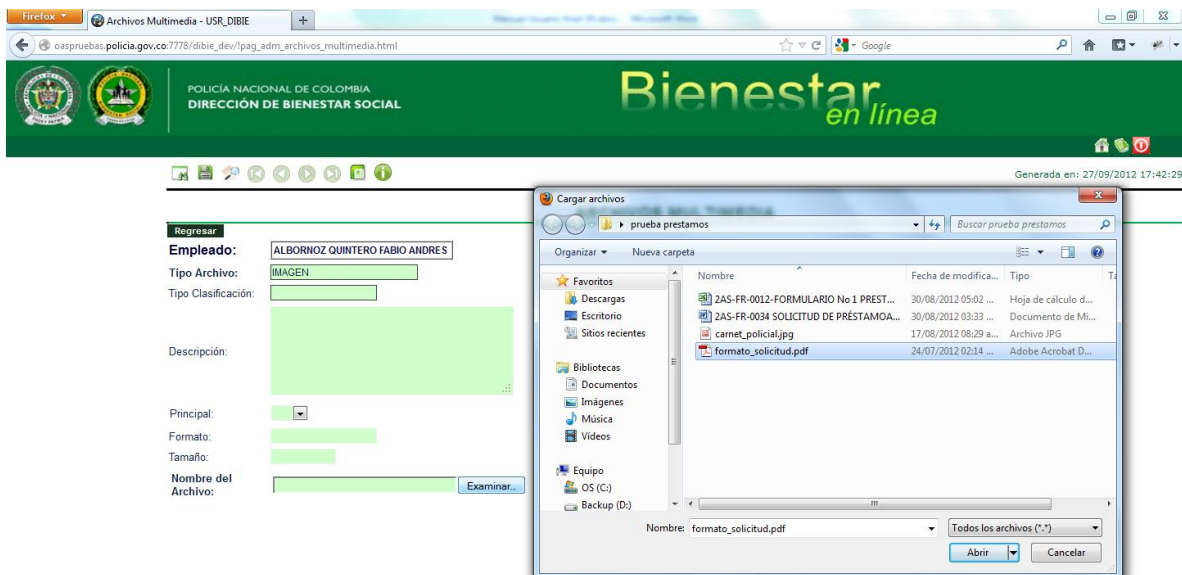 Firefox
Archivos Multimedia - USR_DIBIE
oaspruebas.policia.gov.co:7778/dibie_dev/!pag_adm_archivos_multimedia.html
Google
POLICÍA NACIONAL DE COLOMBIA
DIRECCIÓN DE BIENESTAR SOCIAL
Bienestar
en línea
Generada en: 27/09/2012 17:42:29
Regresar
Empleado: ALBORNOZ QUINTERO FABIO ANDRES
Tipo Archivo: IMAGEN
Tipo Clasificación:
Descripción:
Principal:
Formato:
Tamaño:
Nombre del
Archivo: Examinar...
Cargar archivos
prueba prestamos
Buscar prueba prestamos
Organizar Nueva carpeta
Nombre Fecha de modifica... Tipo Ta
Favoritos
Descargas
Escritorio
Sitios recientes
Bibliotecas
Documentos
Imágenes
Música
Vídeos
Equipo
OS (C:)
Backup (D:)
2AS-FR-0012-FORMULARIO No 1 PREST... 30/08/2012 05:02 ... Hoja de cálculo d...
2AS-FR-0034 SOLICITUD DE PRÉSTAMOA... 30/08/2012 03:33 ... Documento de Mi...
carnet_policial.jpg 17/08/2012 08:29 a... Archivo JPG
formato_solicitud.pdf 24/07/2012 02:14 ... Adobe Acrobat D...
Nombre: formato_solicitud.pdf Todos los archivos (*.*)
Abrir Cancelar